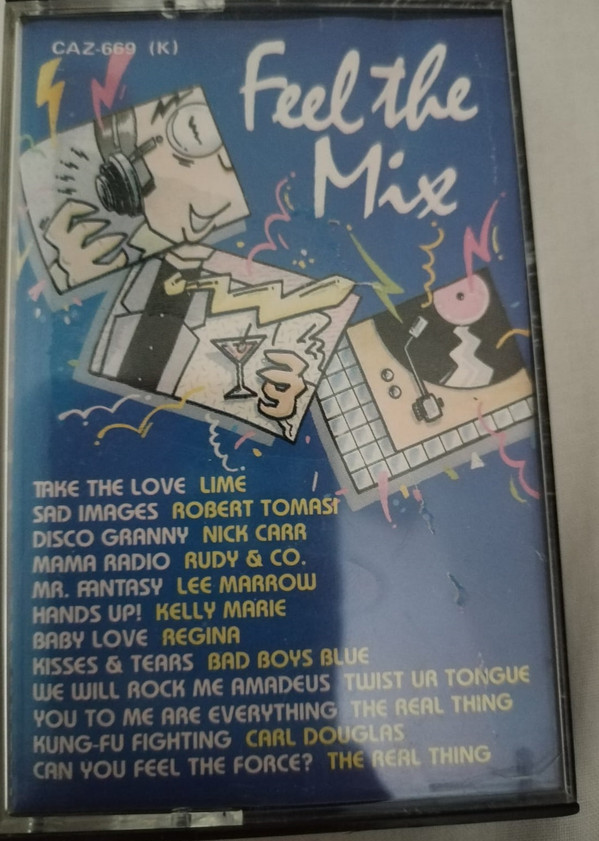 CAZ-669 (K)
Feel the
Mix
TAKE THE LOVE LIME
SAD IMAGES ROBERT TOMASI
DISCO GRANNY NICK CARR
MAMA RADIO RUDY & CO.
MR. FANTASY LEE MARROW
HANDS UP! KELLY MARIE
BABY LOVE REGINA
KISSES & TEARS BAD BOYS BLUE
WE WILL ROCK ME AMADEUS TWIST UR TONGUE
YOU TO ME ARE EVERYTHING THE REAL THING
KUNG-FU FIGHTING CARL DOUGLAS
CAN YOU FEEL THE FORCE? THE REAL THING